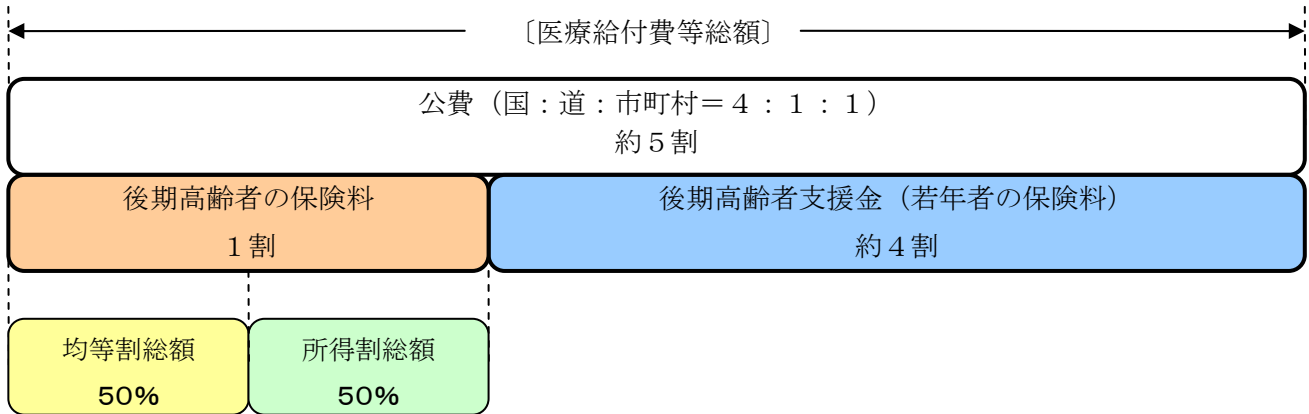 〔医療給付費等総額〕
公費（国：道：市町村＝４：１：１）
約５割
後期高齢者の保険料
１割
後期高齢者支援金（若年者の保険料）
約４割
均等割総額
50%
所得割総額
50%